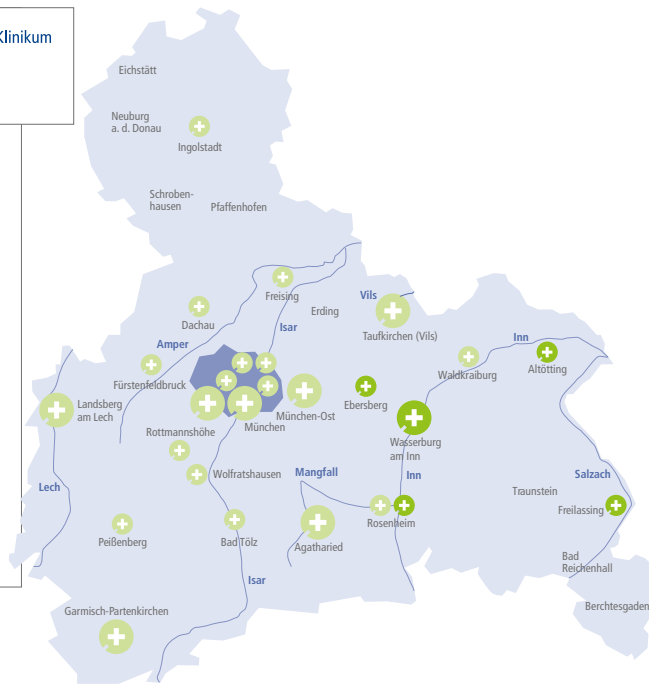 Klinikum
Eichstätt
Neuburg
a. d. Donau
Ingolstadt
Schroben-
hausen
Pfaffenhofen
Freising
Vils
Erding
Dachau
Isar
Taufkirchen (Vils)
Amper
Inn
Waldkraiburg
Altötting
Fürstenfeldbruck
Landsberg
am Lech
Ebersberg
München-Ost
München
Rottmannshöhe
Wasserburg
am Inn
Wolfratshausen
Mangfall
Inn
Salzach
Lech
Traunstein
Freilassing
Rosenheim
Peißenberg
Bad Tölz
Agatharied
Bad
Reichenhall
Isar
Garmisch-Partenkirchen
Berchtesgaden